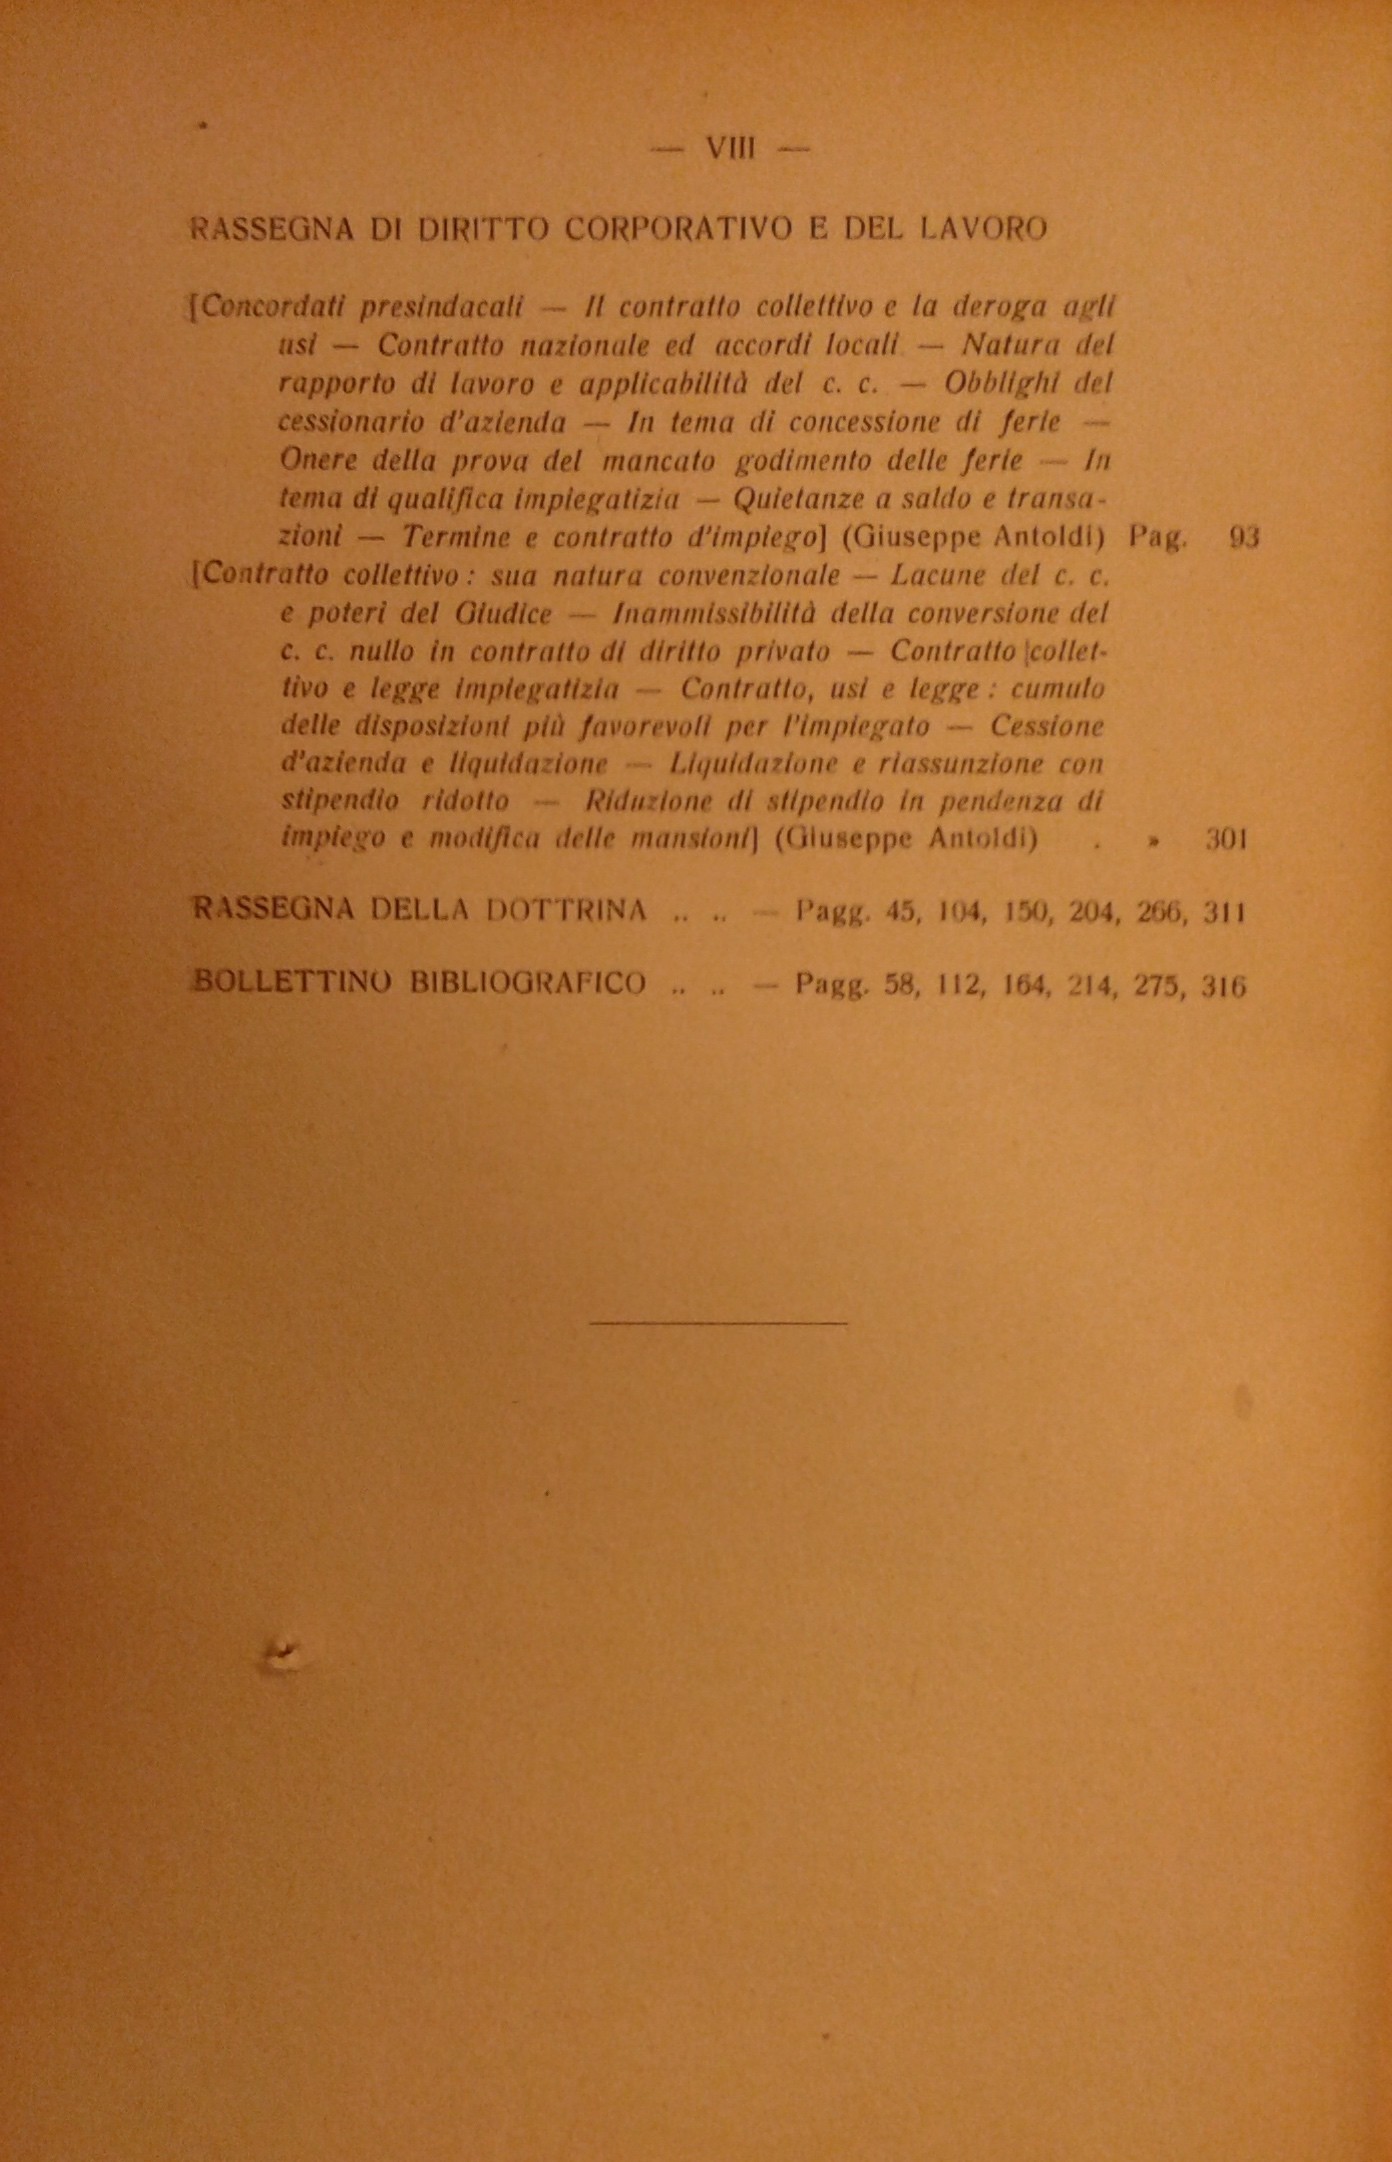 — VIII —
RASSEGNA DI DIRITTO CORPORATIVO E DEL LAVORO
[Concordati presindacali — Il contratto collettivo e la deroga agli
usi — Contratto nazionale ed accordi locali — Natura del
rapporto di lavoro e applicabilità del c. c. — Obblighi del
cessionario d'azienda — In tema di concessione di ferie —
Onere della prova del mancato godimento delle ferie — In
tema di qualifica impiegatizia — Quietanze a saldo e transa-
zioni — Termine e contratto d'impiego] (Giuseppe Antoldi) Pag. 93
[Contratto collettivo : sua natura convenzionale — Lacune del c. c.
e poteri del Giudice — Inammissibilità della conversione del
c. c. nullo in contratto di diritto privato — Contratto collet-
tivo e legge impiegatizia — Contratto, usi e legge : cumulo
delle disposizioni più favorevoli per l'impiegato — Cessione
d'azienda e liquidazione — Liquidazione e riassunzione con
stipendio ridotto — Riduzione di stipendio in pendenza di
impiego e modifica delle mansioni] (Giuseppe Antoldi) . » 301
RASSEGNA DELLA DOTTRINA .. .. — Pagg. 45, 104, 150, 204, 266, 311
BOLLETTINO BIBLIOGRAFICO .. .. — Pagg. 58, 112, 164, 214, 275, 316